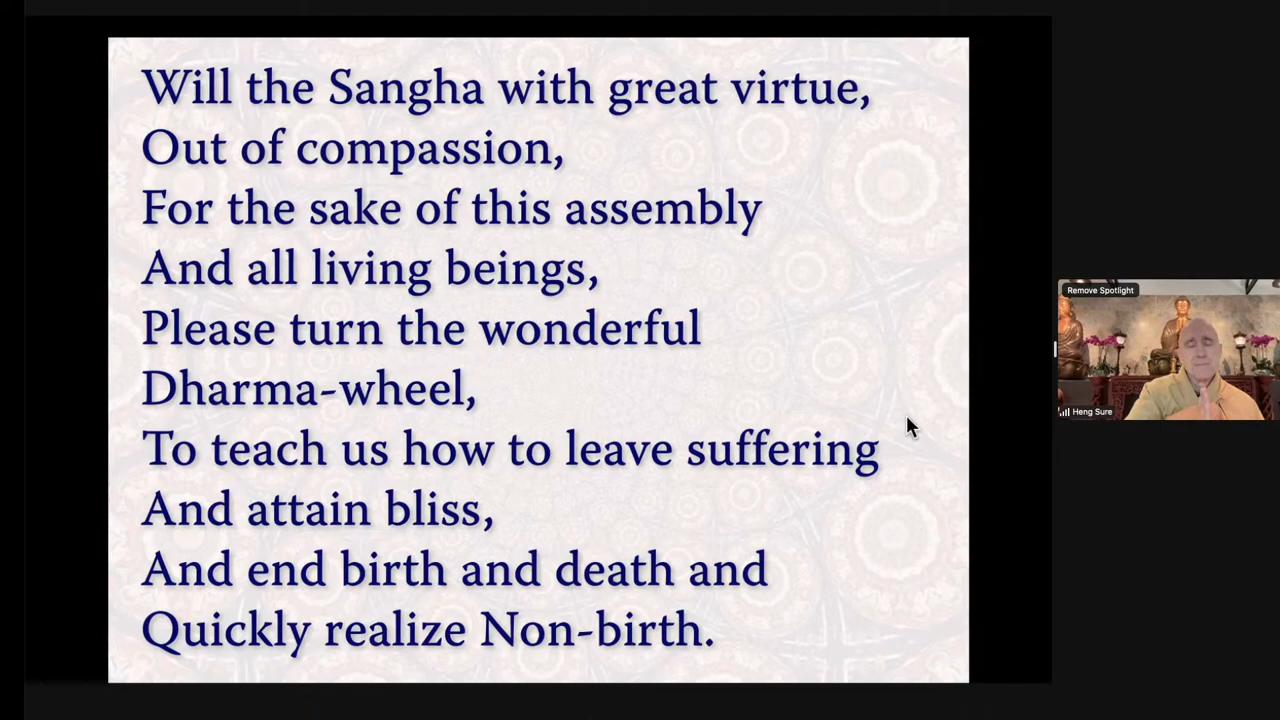 Will the Sangha with great virtue,
Out of compassion,
For the sake of this assembly
And all living beings,
Please turn the wonderful
Dharma-wheel,
To teach us how to leave suffering
And attain bliss,
And end birth and death and
Quickly realize Non-birth.
Remove Spotlight
Heng Sure